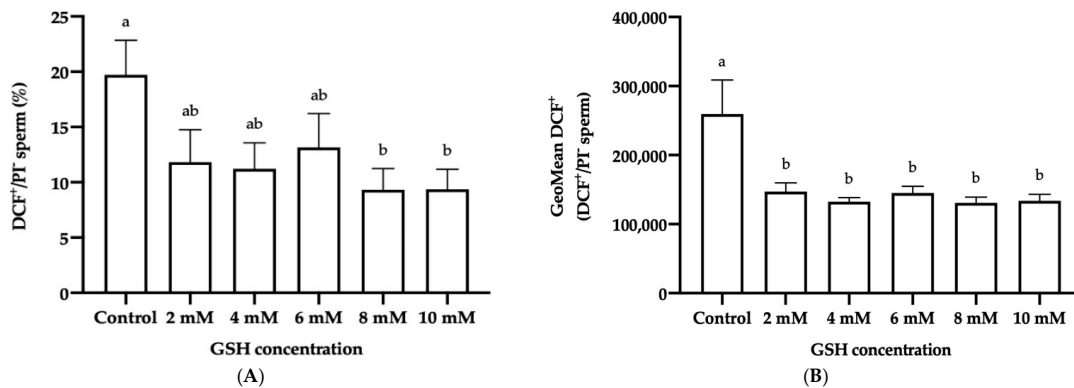 25
20
15
10
5
0
DCF⁺/PI⁻ sperm (%)
a
ab
ab
ab
b
b
Control 2 mM 4 mM 6 mM 8 mM 10 mM
GSH concentration
(A)
400,000
300,000
200,000
100,000
0
GeoMean DCF⁺
(DCF⁺/PI⁻ sperm)
a
b
b
b
b
b
Control 2 mM 4 mM 6 mM 8 mM 10 mM
GSH concentration
(B)